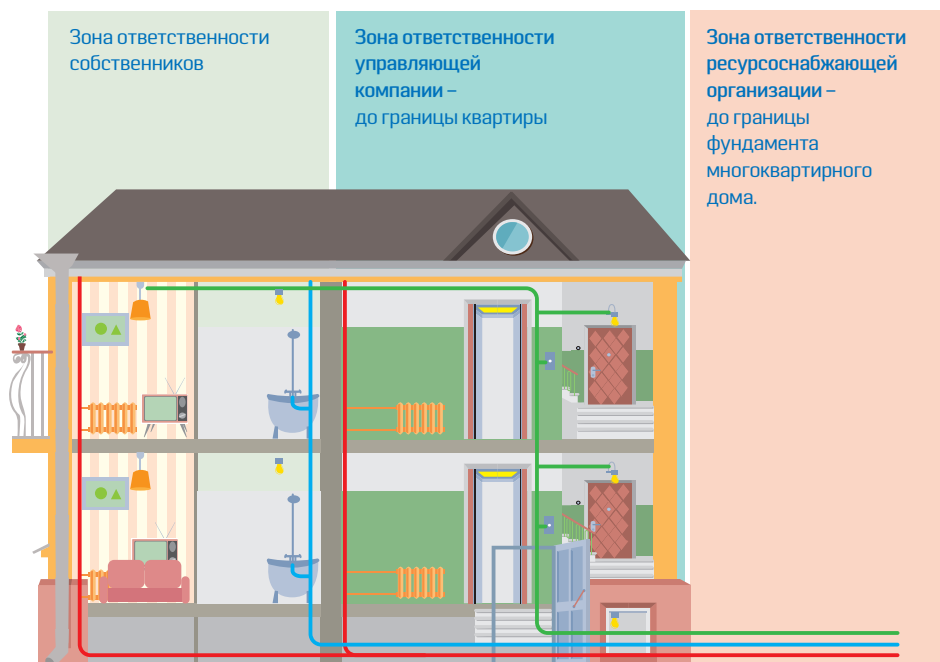 Зона ответственности
собственников
Зона ответственности
управляющей
компании –
до границы квартиры
Зона ответственности
ресурсоснабжающей
организации –
до границы
фундамента
многоквартирного
дома.